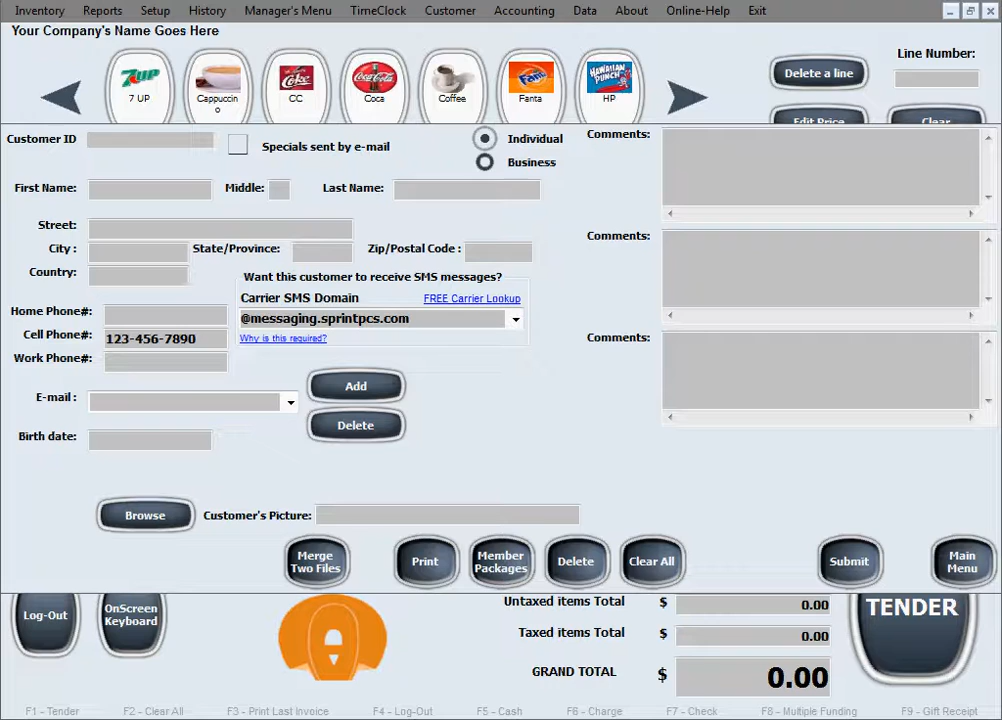 Inventory Reports Setup History Manager's Menu TimeClock Customer Accounting Data About Online-Help Exit
Your Company's Name Goes Here
7UP
7 UP
Cappuccin
o
Coke
CC
Coca-Cola
Coca
Coffee
Fanta
Fanta
HAWAIIAN PUNCH
HP
Delete a line
Line Number:
Edit Price
Clear
Customer ID
Specials sent by e-mail
Individual
Business
Comments:
First Name:
Middle:
Last Name:
Street:
City :
State/Province:
Zip/Postal Code :
Comments:
Country:
Want this customer to receive SMS messages?
Carrier SMS Domain
FREE Carrier Lookup
@messaging.sprintpcs.com
Why is this required?
Home Phone#:
Cell Phone#:
123-456-7890
Work Phone#:
Comments:
E-mail :
Add
Delete
Birth date:
Browse
Customer's Picture:
Merge
Two Files
Print
Member
Packages
Delete
Clear All
Submit
Main
Menu
Log-Out
OnScreen
Keyboard
Untaxed items Total $ 0.00
Taxed items Total $ 0.00
GRAND TOTAL $ 0.00
TENDER
F1 - Tender F2 - Clear All F3 - Print Last Invoice F4 - Log-Out F5 - Cash F6 - Charge F7 - Check F8 - Multiple Funding F9 - Gift Receipt